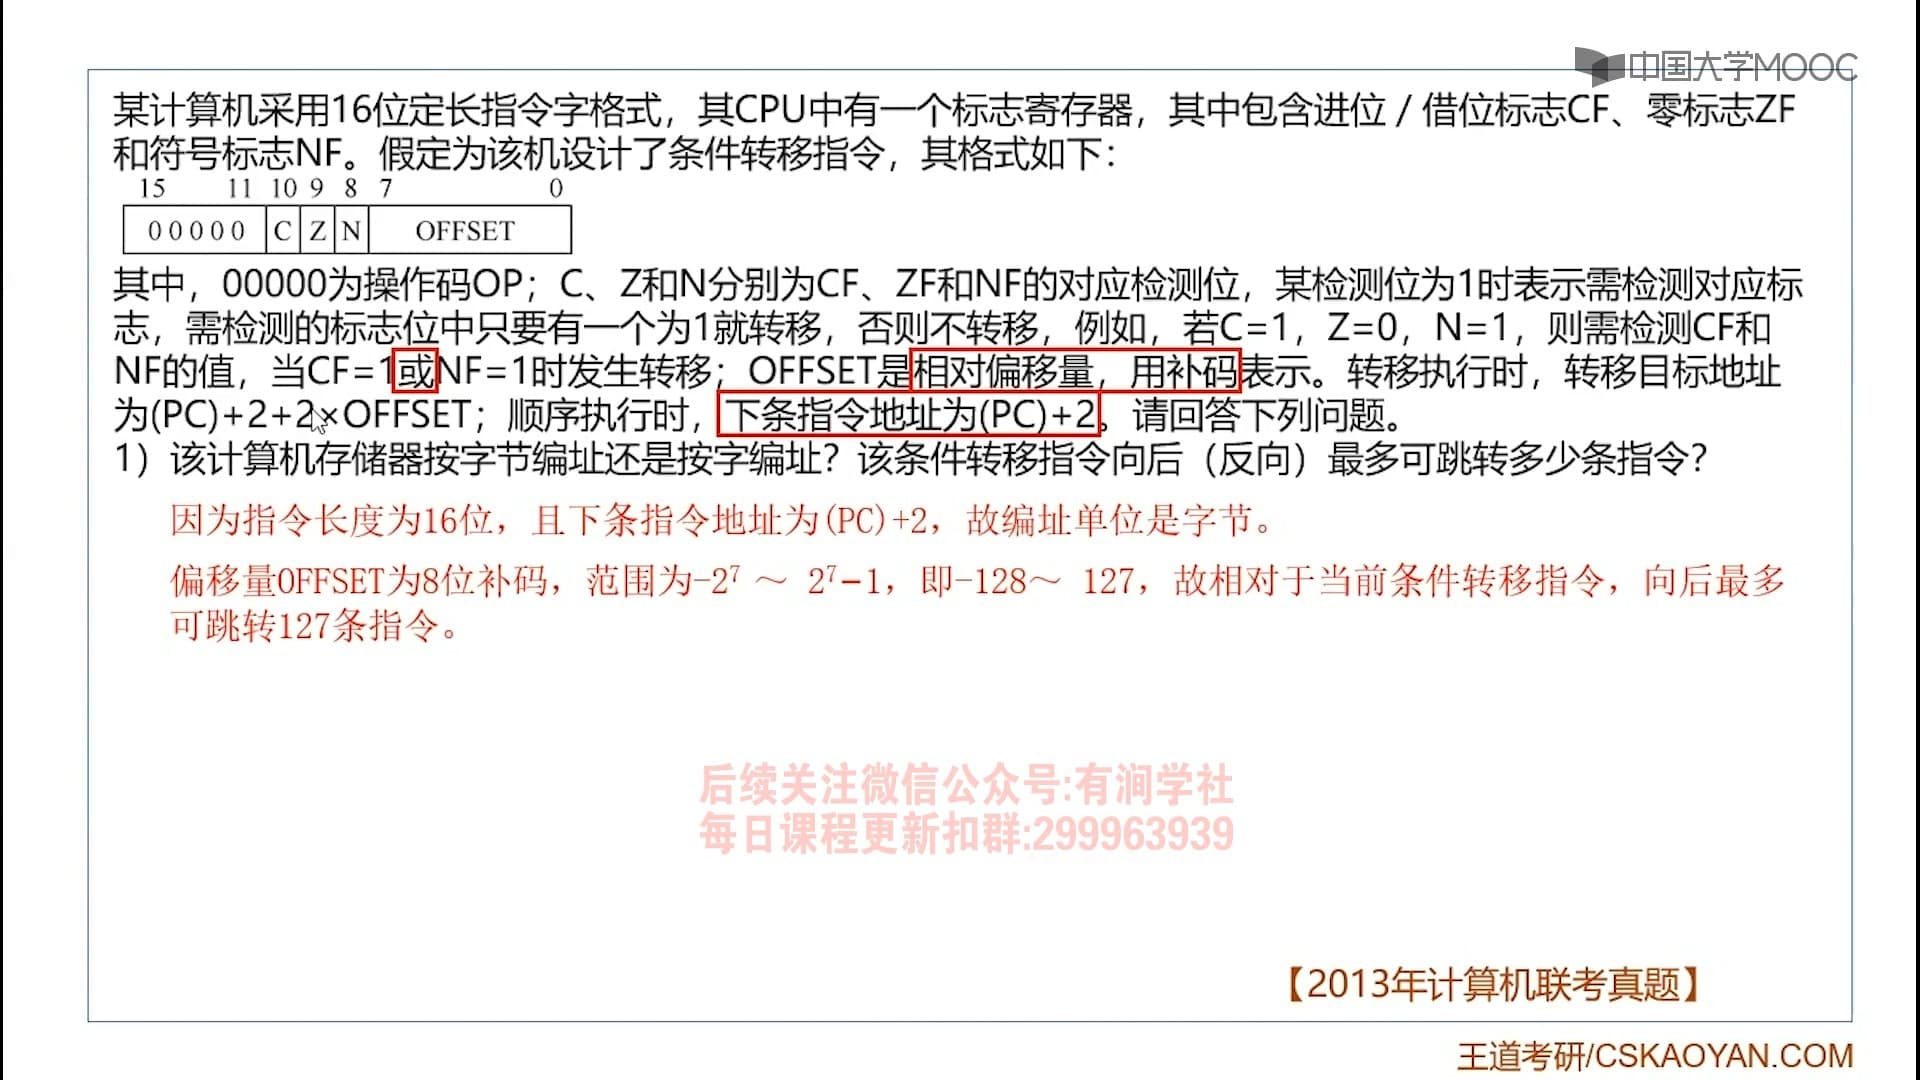 中国大学MOOC
某计算机采用16位定长指令字格式，其CPU中有一个标志寄存器，其中包含进位 / 借位标志CF、零标志ZF
和符号标志NF。假定为该机设计了条件转移指令，其格式如下：
15 11 10 9 8 7 0
00000 C Z N OFFSET
其中，00000为操作码OP；C、Z和N分别为CF、ZF和NF的对应检测位，某检测位为1时表示需检测对应标
志，需检测的标志位中只要有一个为1就转移，否则不转移，例如，若C=1，Z=0，N=1，则需检测CF和
NF的值，当CF=1或NF=1时发生转移；OFFSET是相对偏移量，用补码表示。转移执行时，转移目标地址
为(PC)+2+2×OFFSET；顺序执行时，下条指令地址为(PC)+2。请回答下列问题。
1）该计算机存储器按字节编址还是按字编址？该条件转移指令向后（反向）最多可跳转多少条指令？
因为指令长度为16位，且下条指令地址为(PC)+2，故编址单位是字节。
偏移量OFFSET为8位补码，范围为-2⁷ ～ 2⁷-1，即-128～ 127，故相对于当前条件转移指令，向后最多
可跳转127条指令。
后续关注微信公众号:有涧学社
每日课程更新扣群:299963939
【2013年计算机联考真题】
王道考研/CSKAOYAN.COM